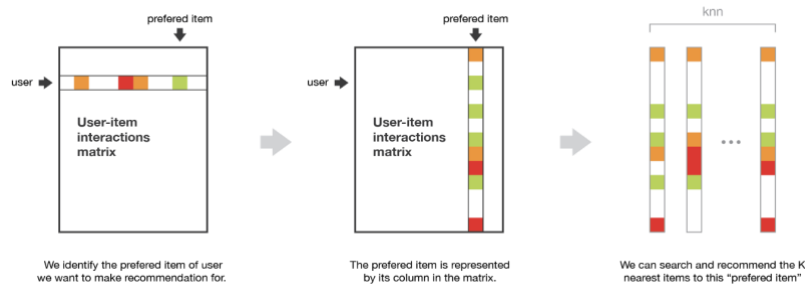 prefered item
user
User-item
interactions
matrix
We identify the prefered item of user
we want to make recommendation for.
prefered item
user
User-item
interactions
matrix
The prefered item is represented
by its column in the matrix.
knn
We can search and recommend the K
nearest items to this “prefered item”